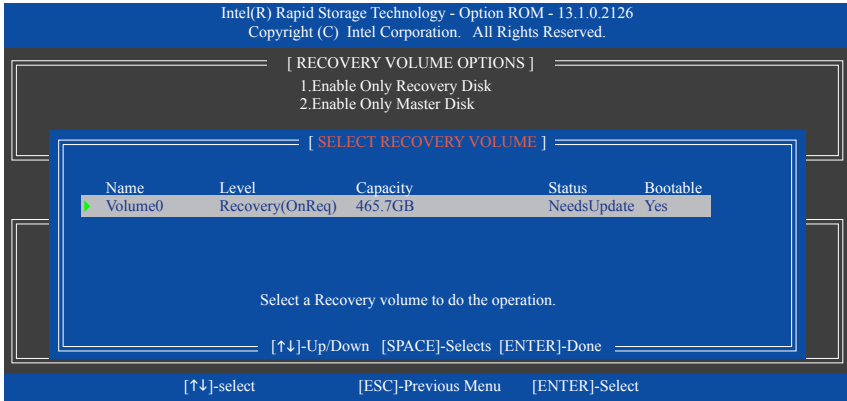 Intel(R) Rapid Storage Technology - Option ROM - 13.1.0.2126
Copyright (C) Intel Corporation. All Rights Reserved.
[ RECOVERY VOLUME OPTIONS ]
1.Enable Only Recovery Disk
2.Enable Only Master Disk
[ SELECT RECOVERY VOLUME ]
Name Level Capacity Status Bootable
Volume0 Recovery(OnReq) 465.7GB NeedsUpdate Yes
Select a Recovery volume to do the operation.
[↑↓]-Up/Down [SPACE]-Selects [ENTER]-Done
[↑↓]-select [ESC]-Previous Menu [ENTER]-Select